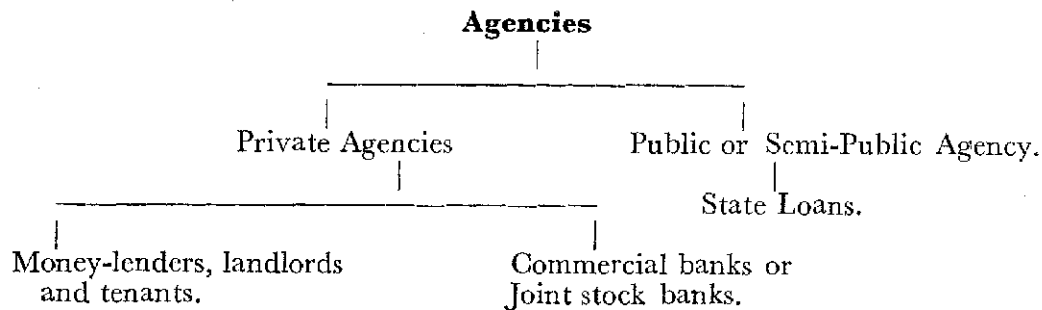 Agencies
Private Agencies
Public or Semi-Public Agency.
State Loans.
Money-lenders, landlords
and tenants.
Commercial banks or
Joint stock banks.